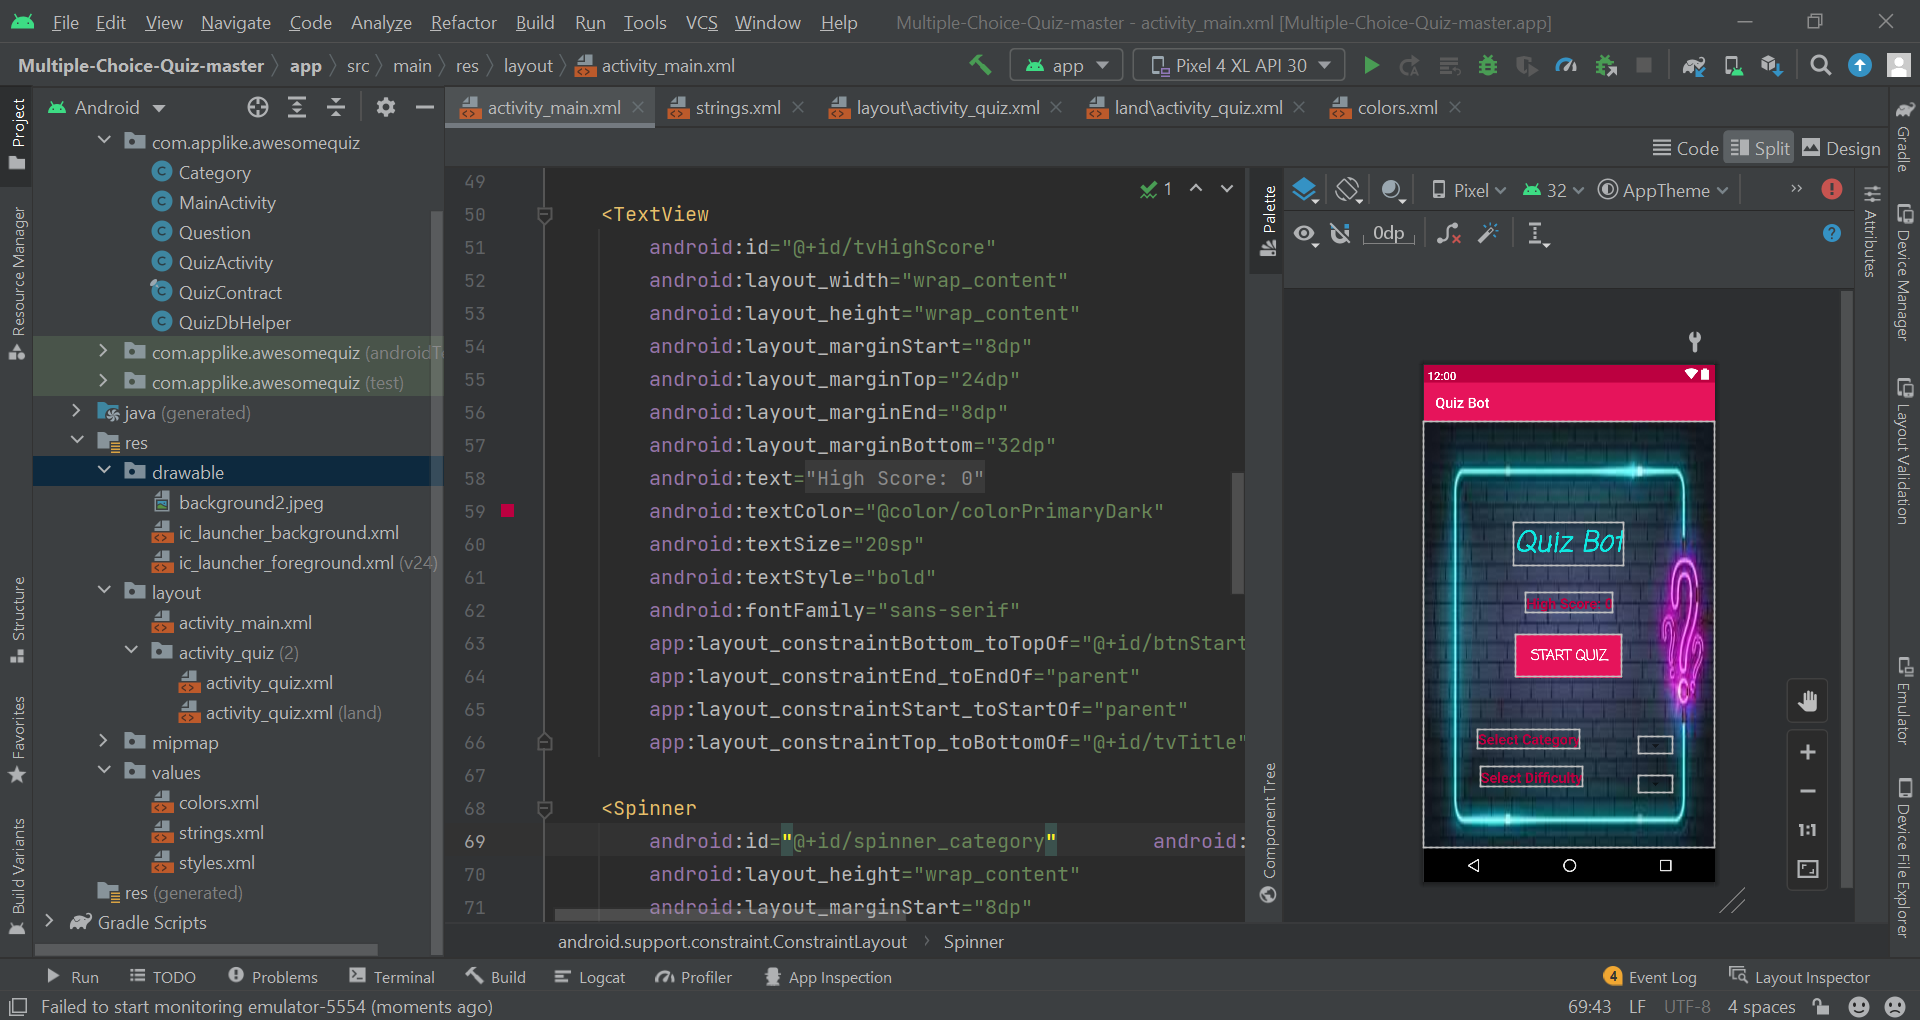 File Edit View Navigate Code Analyze Refactor Build Run Tools VCS Window Help Multiple-Choice-Quiz-master - activity_main.xml [Multiple-Choice-Quiz-master.app]
Multiple-Choice-Quiz-master app src main res layout activity_main.xml app Pixel 4 XL API 30
Project
Resource Manager
Structure
Favorites
Build Variants
Android
com.applike.awesomequiz
Category
MainActivity
Question
QuizActivity
QuizContract
QuizDbHelper
com.applike.awesomequiz (androidTe
com.applike.awesomequiz (test)
java (generated)
res
drawable
background2.jpeg
ic_launcher_background.xml
ic_launcher_foreground.xml (v24)
layout
activity_main.xml
activity_quiz (2)
activity_quiz.xml
activity_quiz.xml (land)
mipmap
values
colors.xml
strings.xml
styles.xml
res (generated)
Gradle Scripts
activity_main.xml strings.xml layout\activity_quiz.xml land\activity_quiz.xml colors.xml
Code Split Design
1
49
50 <TextView
51 android:id="@+id/tvHighScore"
52 android:layout_width="wrap_content"
53 android:layout_height="wrap_content"
54 android:layout_marginStart="8dp"
55 android:layout_marginTop="24dp"
56 android:layout_marginEnd="8dp"
57 android:layout_marginBottom="32dp"
58 android:text="High Score: 0"
59 android:textColor="@color/colorPrimaryDark"
60 android:textSize="20sp"
61 android:textStyle="bold"
62 android:fontFamily="sans-serif"
63 app:layout_constraintBottom_toTopOf="@+id/btnStart
64 app:layout_constraintEnd_toEndOf="parent"
65 app:layout_constraintStart_toStartOf="parent"
66 app:layout_constraintTop_toBottomOf="@+id/tvTitle"
67
68 <Spinner
69 android:id="@+id/spinner_category" android:
70 android:layout_height="wrap_content"
71 android:layout_marginStart="8dp"
android.support.constraint.ConstraintLayout Spinner
Palette
Component Tree
Pixel 32 AppTheme
0dp
12:00
Quiz Bot
Quiz Bot
High Score: 0
START QUIZ
Select Category
Select Difficulty
1:1
Attributes
Gradle
Device Manager
Layout Validation
Emulator
Device File Explorer
Run TODO Problems Terminal Build Logcat Profiler App Inspection 4 Event Log Layout Inspector
Failed to start monitoring emulator-5554 (moments ago) 69:43 LF UTF-8 4 spaces